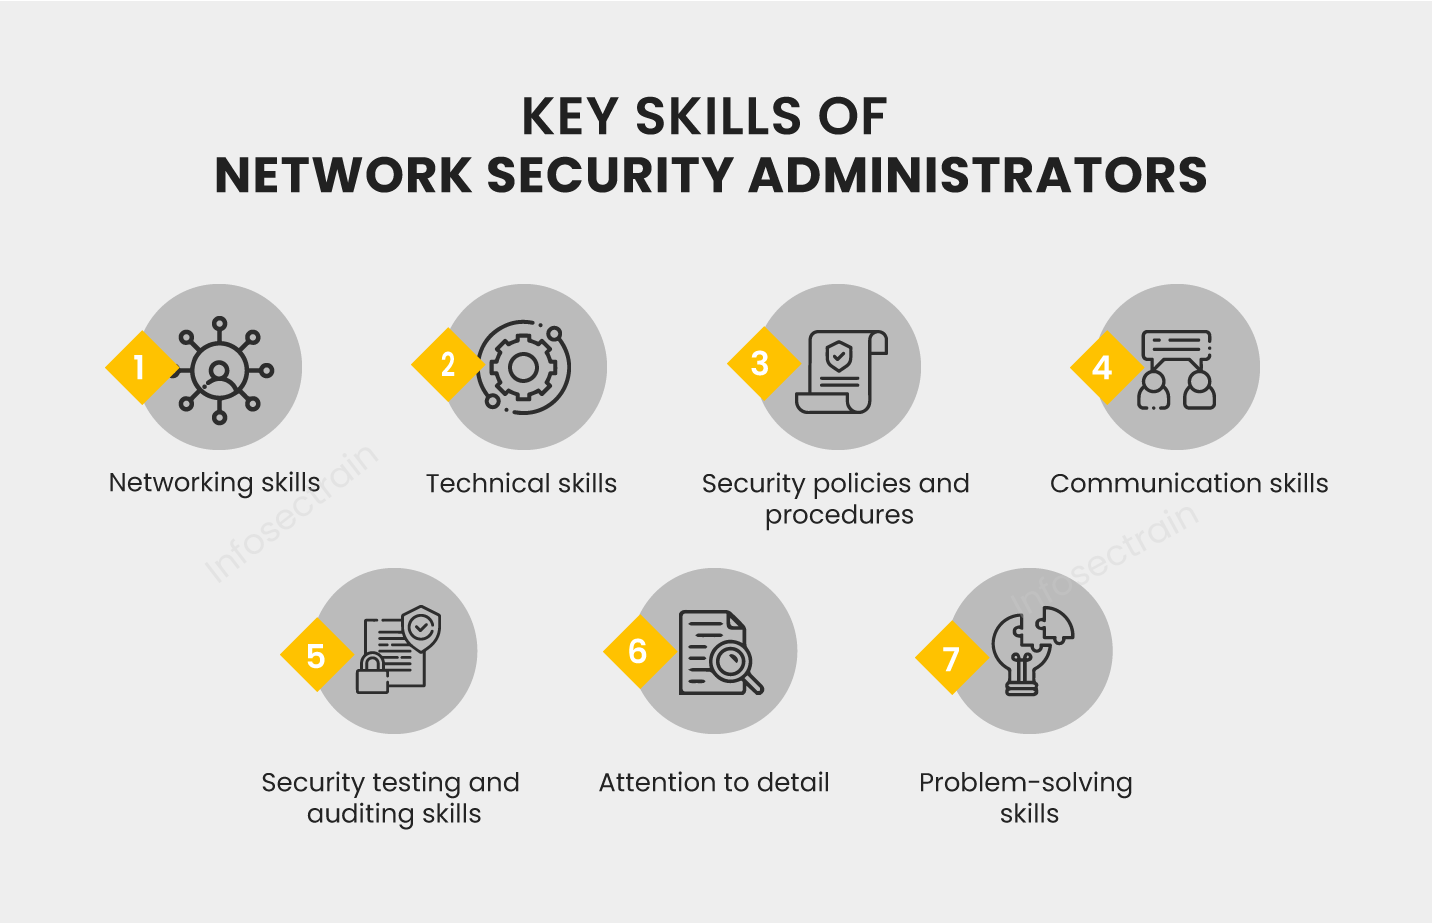 KEY SKILLS OF
NETWORK SECURITY ADMINISTRATORS
1
Networking skills
2
Technical skills
3
Security policies and
procedures
4
Communication skills
Infosectrain
Infosectrain
5
Security testing and
auditing skills
6
Attention to detail
7
Problem-solving
skills